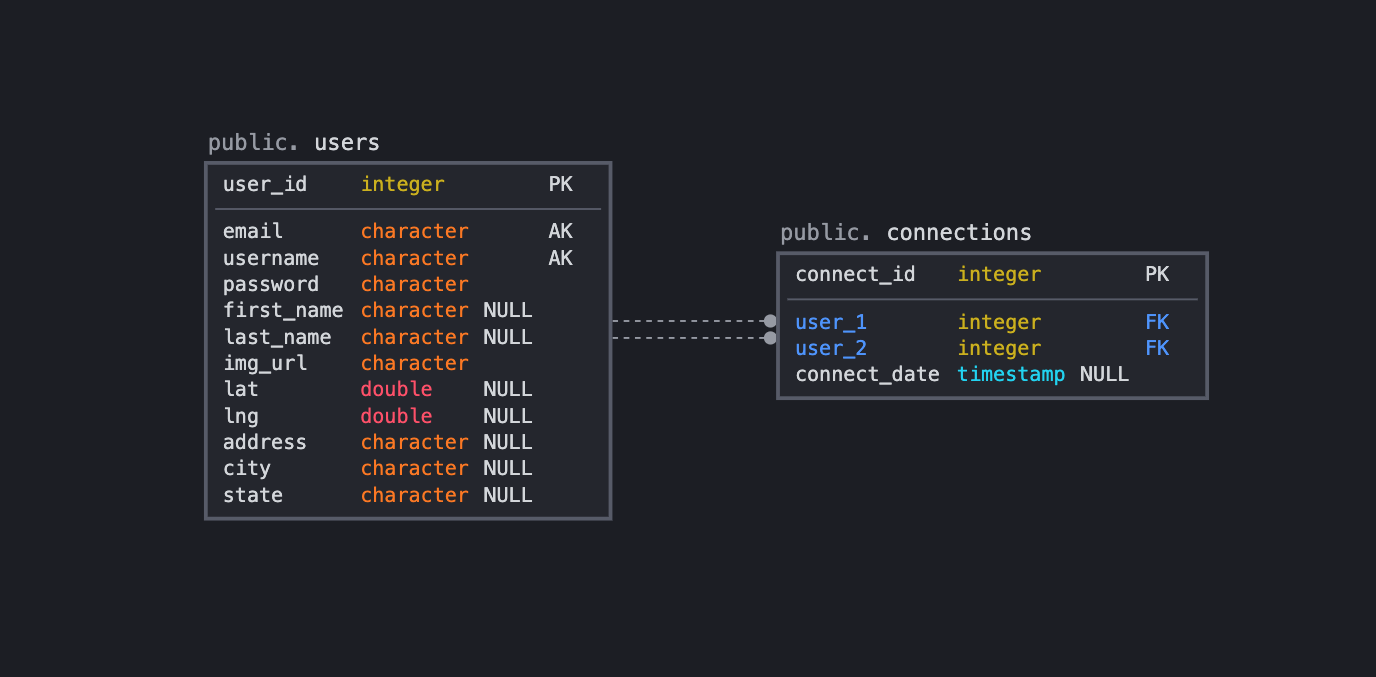 public. users
user_id integer PK
email character AK
username character AK
password character
first_name character NULL
last_name character NULL
img_url character
lat double NULL
lng double NULL
address character NULL
city character NULL
state character NULL
public. connections
connect_id integer PK
user_1 integer FK
user_2 integer FK
connect_date timestamp NULL